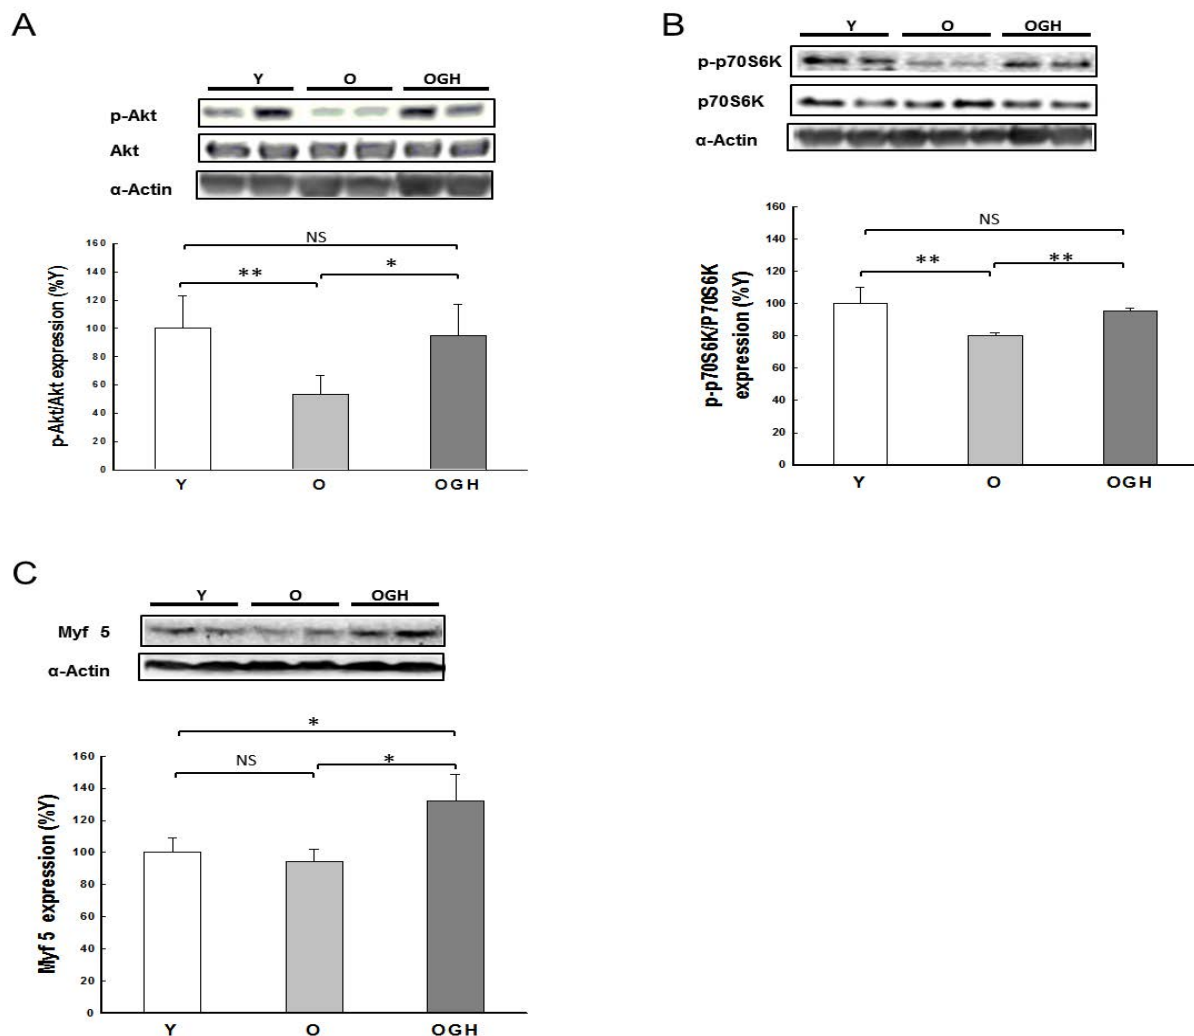 A
Y O OGH
p-Akt
Akt
α-Actin
p-Akt/Akt expression (%Y)
160
140
120
100
80
60
40
20
0
NS
**
*
Y O OGH
B
Y O OGH
p-p70S6K
p70S6K
α-Actin
p-p70S6K/P70S6K
expression (%Y)
160
140
120
100
80
60
40
20
0
NS
**
**
Y O OGH
C
Y O OGH
Myf 5
α-Actin
Myf 5 expression (%Y)
160
140
120
100
80
60
40
20
0
*
NS
*
Y O OGH